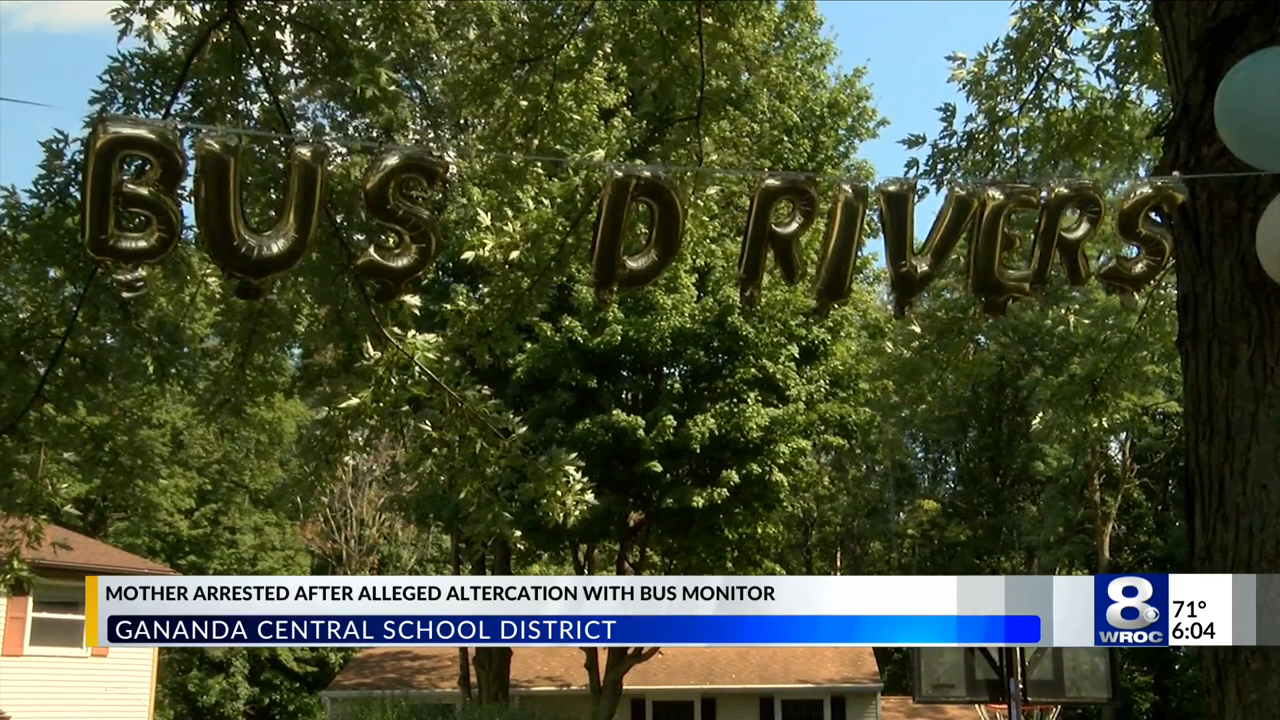 BUS DRIVERS
MOTHER ARRESTED AFTER ALLEGED ALTERCATION WITH BUS MONITOR
GANANDA CENTRAL SCHOOL DISTRICT
8
WROC
71°
6:04